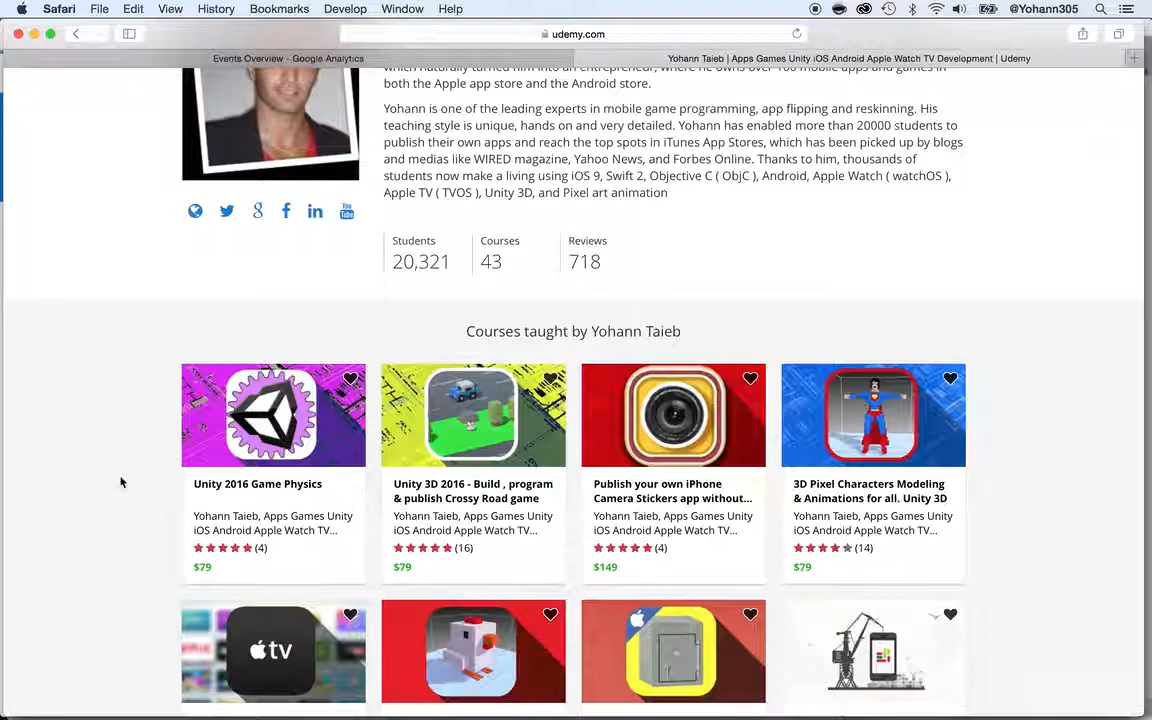 Safari File Edit View History Bookmarks Develop Window Help @Yohann305
udemy.com
Events Overview - Google Analytics
Yohann Taieb | Apps Games Unity iOS Android Apple Watch TV Development | Udemy
which naturally turned him into an entrepreneur, where he owns over 100 mobile apps and games in
both the Apple app store and the Android store.
Yohann is one of the leading experts in mobile game programming, app flipping and reskinning. His
teaching style is unique, hands on and very detailed. Yohann has enabled more than 20000 students to
publish their own apps and reach the top spots in iTunes App Stores, which has been picked up by blogs
and medias like WIRED magazine, Yahoo News, and Forbes Online. Thanks to him, thousands of
students now make a living using iOS 9, Swift 2, Objective C ( ObjC ), Android, Apple Watch ( watchOS ),
Apple TV ( TVOS ), Unity 3D, and Pixel art animation
You
Tube
Students Courses Reviews
20,321 43 718
Courses taught by Yohann Taieb
Unity 2016 Game Physics
Yohann Taieb, Apps Games Unity
iOS Android Apple Watch TV...
(4)
$79
Unity 3D 2016 - Build , program
& publish Crossy Road game
Yohann Taieb, Apps Games Unity
iOS Android Apple Watch TV...
(16)
$79
Publish your own iPhone
Camera Stickers app without...
Yohann Taieb, Apps Games Unity
iOS Android Apple Watch TV...
(4)
$149
3D Pixel Characters Modeling
& Animations for all. Unity 3D
Yohann Taieb, Apps Games Unity
iOS Android Apple Watch TV...
(14)
$79
tv